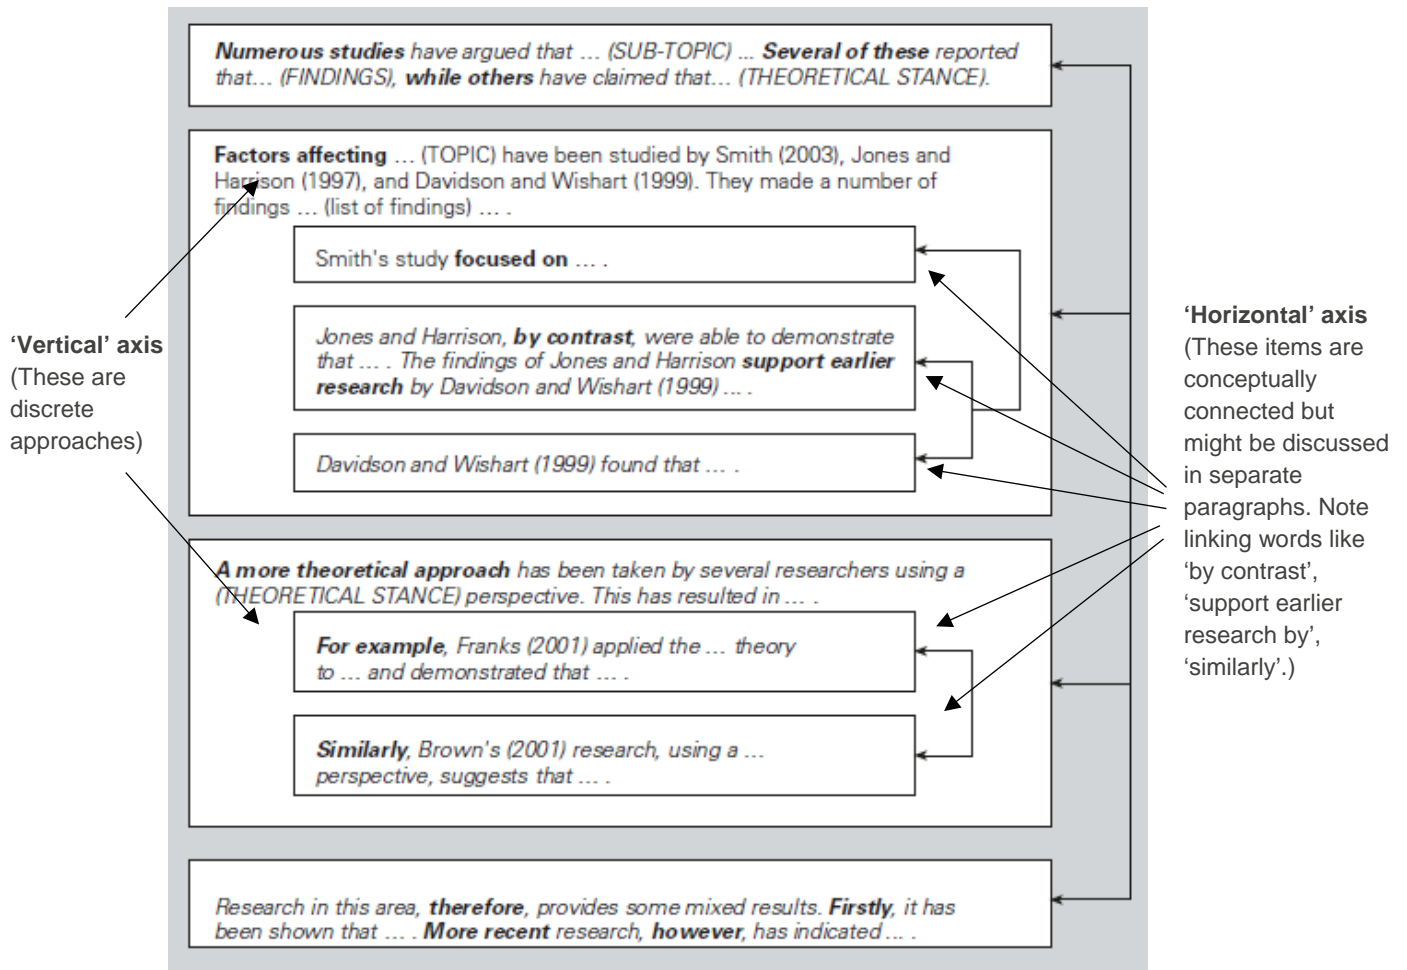 Numerous studies have argued that … (SUB-TOPIC) ... Several of these reported
that… (FINDINGS), while others have claimed that… (THEORETICAL STANCE).
Factors affecting … (TOPIC) have been studied by Smith (2003), Jones and
Harrison (1997), and Davidson and Wishart (1999). They made a number of
findings … (list of findings) … .
Smith's study focused on … .
Jones and Harrison, by contrast, were able to demonstrate
that … . The findings of Jones and Harrison support earlier
research by Davidson and Wishart (1999) ... .
Davidson and Wishart (1999) found that … .
‘Vertical’ axis
(These are
discrete
approaches)
‘Horizontal’ axis
(These items are
conceptually
connected but
might be discussed
in separate
paragraphs. Note
linking words like
‘by contrast’,
‘support earlier
research by’,
‘similarly’.)
A more theoretical approach has been taken by several researchers using a
(THEORETICAL STANCE) perspective. This has resulted in … .
For example, Franks (2001) applied the … theory
to … and demonstrated that … .
Similarly, Brown's (2001) research, using a …
perspective, suggests that … .
Research in this area, therefore, provides some mixed results. Firstly, it has
been shown that … . More recent research, however, has indicated ... .